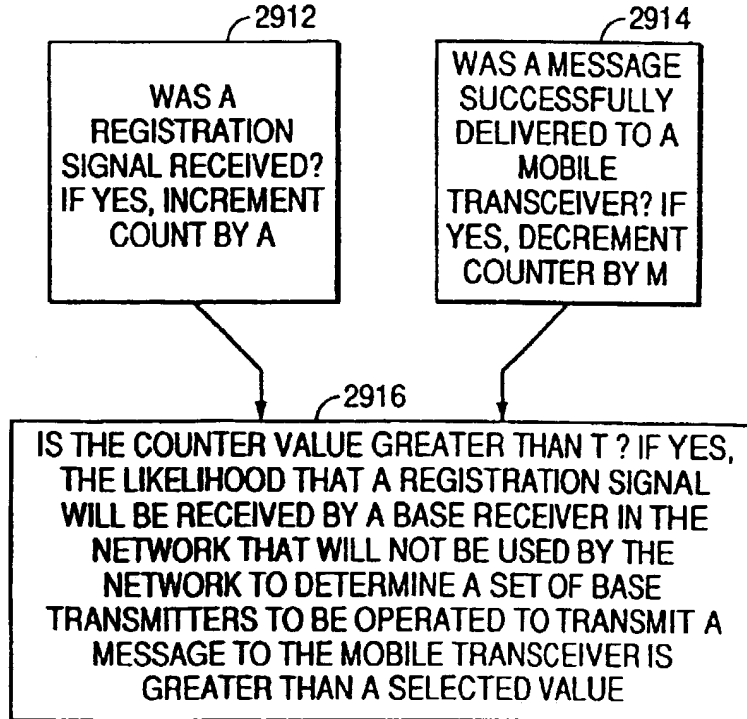 2912
WAS A
REGISTRATION
SIGNAL RECEIVED?
IF YES, INCREMENT
COUNT BY A
2914
WAS A MESSAGE
SUCCESSFULLY
DELIVERED TO A
MOBILE
TRANSCEIVER? IF
YES, DECREMENT
COUNTER BY M
2916
IS THE COUNTER VALUE GREATER THAN T ? IF YES,
THE LIKELIHOOD THAT A REGISTRATION SIGNAL
WILL BE RECEIVED BY A BASE RECEIVER IN THE
NETWORK THAT WILL NOT BE USED BY THE
NETWORK TO DETERMINE A SET OF BASE
TRANSMITTERS TO BE OPERATED TO TRANSMIT A
MESSAGE TO THE MOBILE TRANSCEIVER IS
GREATER THAN A SELECTED VALUE